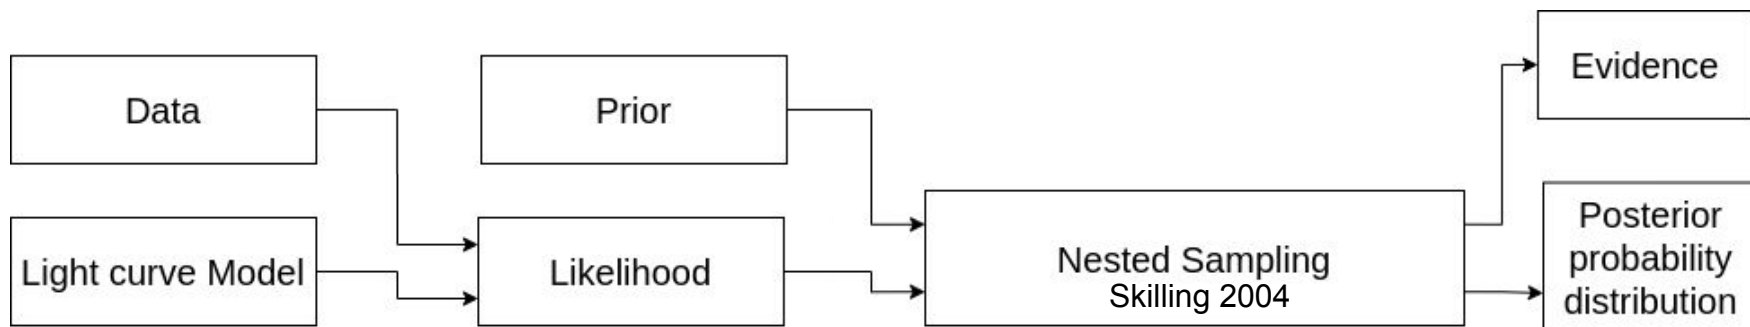 Data
Prior
Evidence
Light curve Model
Likelihood
Nested Sampling
Skilling 2004
Posterior
probability
distribution